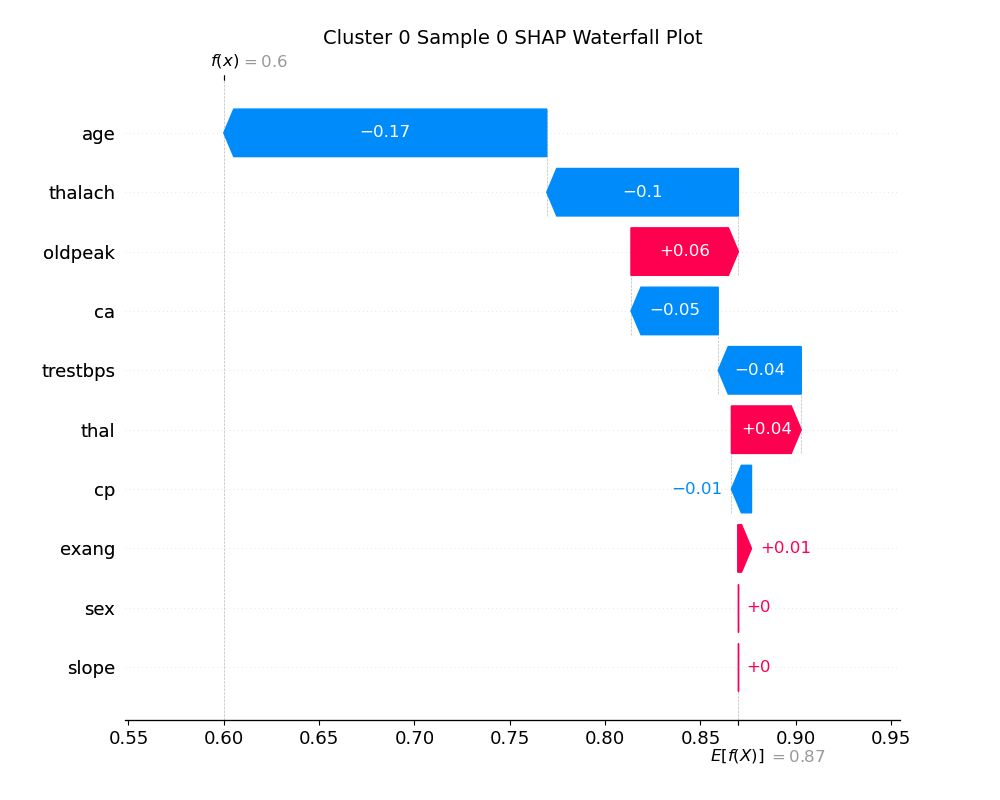 Cluster 0 Sample 0 SHAP Waterfall Plot
f(x) = 0.6
age −0.17
thalach −0.1
oldpeak +0.06
ca −0.05
trestbps −0.04
thal +0.04
cp −0.01
exang +0.01
sex +0
slope +0
0.55 0.60 0.65 0.70 0.75 0.80 0.85 0.90 0.95
E[f(X)] = 0.87